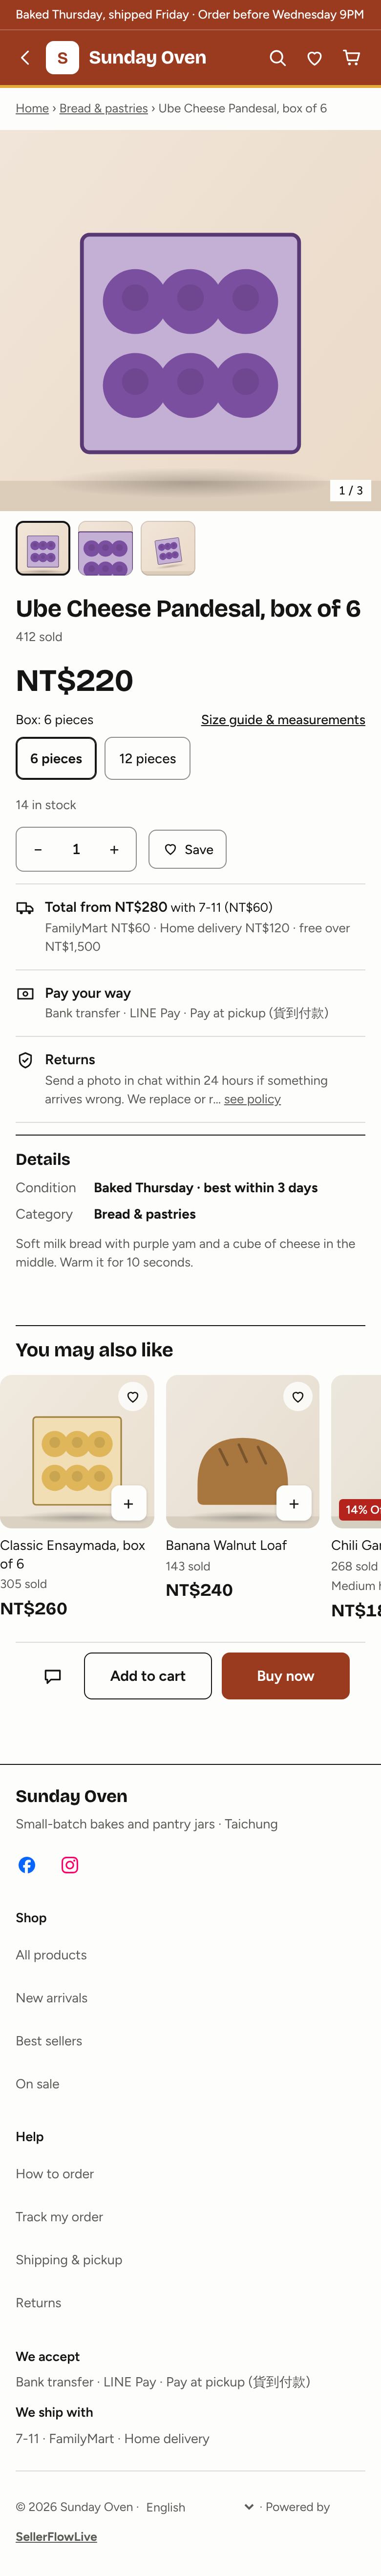 Baked Thursday, shipped Friday · Order before Wednesday 9PM
S Sunday Oven
Home › Bread & pastries › Ube Cheese Pandesal, box of 6
1 / 3
Ube Cheese Pandesal, box of 6
412 sold
NT$220
Box: 6 pieces Size guide & measurements
6 pieces 12 pieces
14 in stock
− 1 + Save
Total from NT$280 with 7-11 (NT$60)
FamilyMart NT$60 · Home delivery NT$120 · free over
NT$1,500
Pay your way
Bank transfer · LINE Pay · Pay at pickup (貨到付款)
Returns
Send a photo in chat within 24 hours if something
arrives wrong. We replace or r... see policy
Details
Condition Baked Thursday · best within 3 days
Category Bread & pastries
Soft milk bread with purple yam and a cube of cheese in the
middle. Warm it for 10 seconds.
You may also like
+ +
14% O
Classic Ensaymada, box
of 6
305 sold
NT$260
Banana Walnut Loaf
143 sold
NT$240
Chili Gar
268 sold
Medium
NT$18
Add to cart Buy now
Sunday Oven
Small-batch bakes and pantry jars · Taichung
Shop
All products
New arrivals
Best sellers
On sale
Help
How to order
Track my order
Shipping & pickup
Returns
We accept
Bank transfer · LINE Pay · Pay at pickup (貨到付款)
We ship with
7-11 · FamilyMart · Home delivery
© 2026 Sunday Oven · English · Powered by
SellerFlowLive